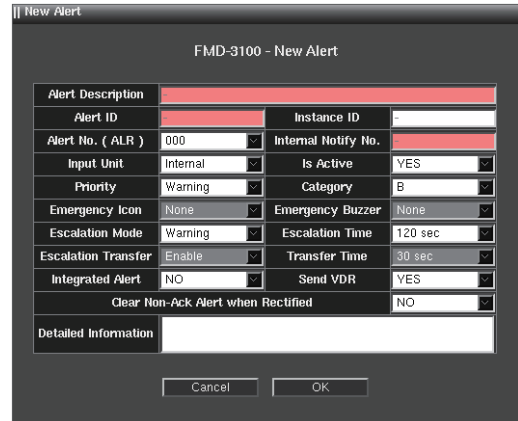 || New Alert
FMD-3100 - New Alert
Alert Description -
Alert ID - Instance ID -
Alert No. ( ALR ) 000 Internal Notify No. -
Input Unit Internal Is Active YES
Priority Warning Category B
Emergency Icon None Emergency Buzzer None
Escalation Mode Warning Escalation Time 120 sec
Escalation Transfer Enable Transfer Time 30 sec
Integrated Alert NO Send VDR YES
Clear Non-Ack Alert when Rectified NO
Detailed Information
Cancel OK